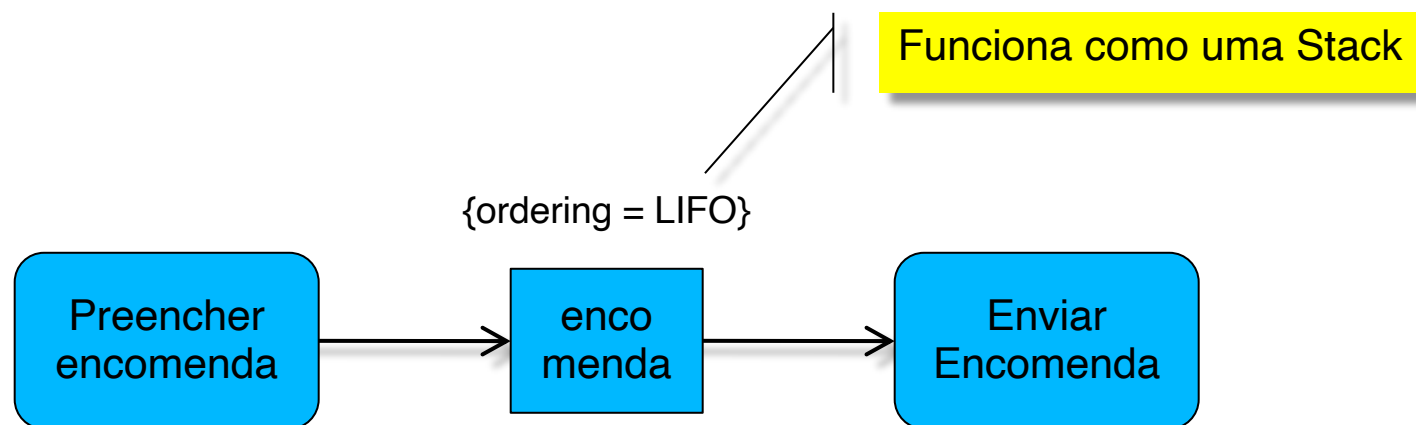 Funciona como uma Stack
{ordering = LIFO}
Preencher
encomenda
enco
menda
Enviar
Encomenda